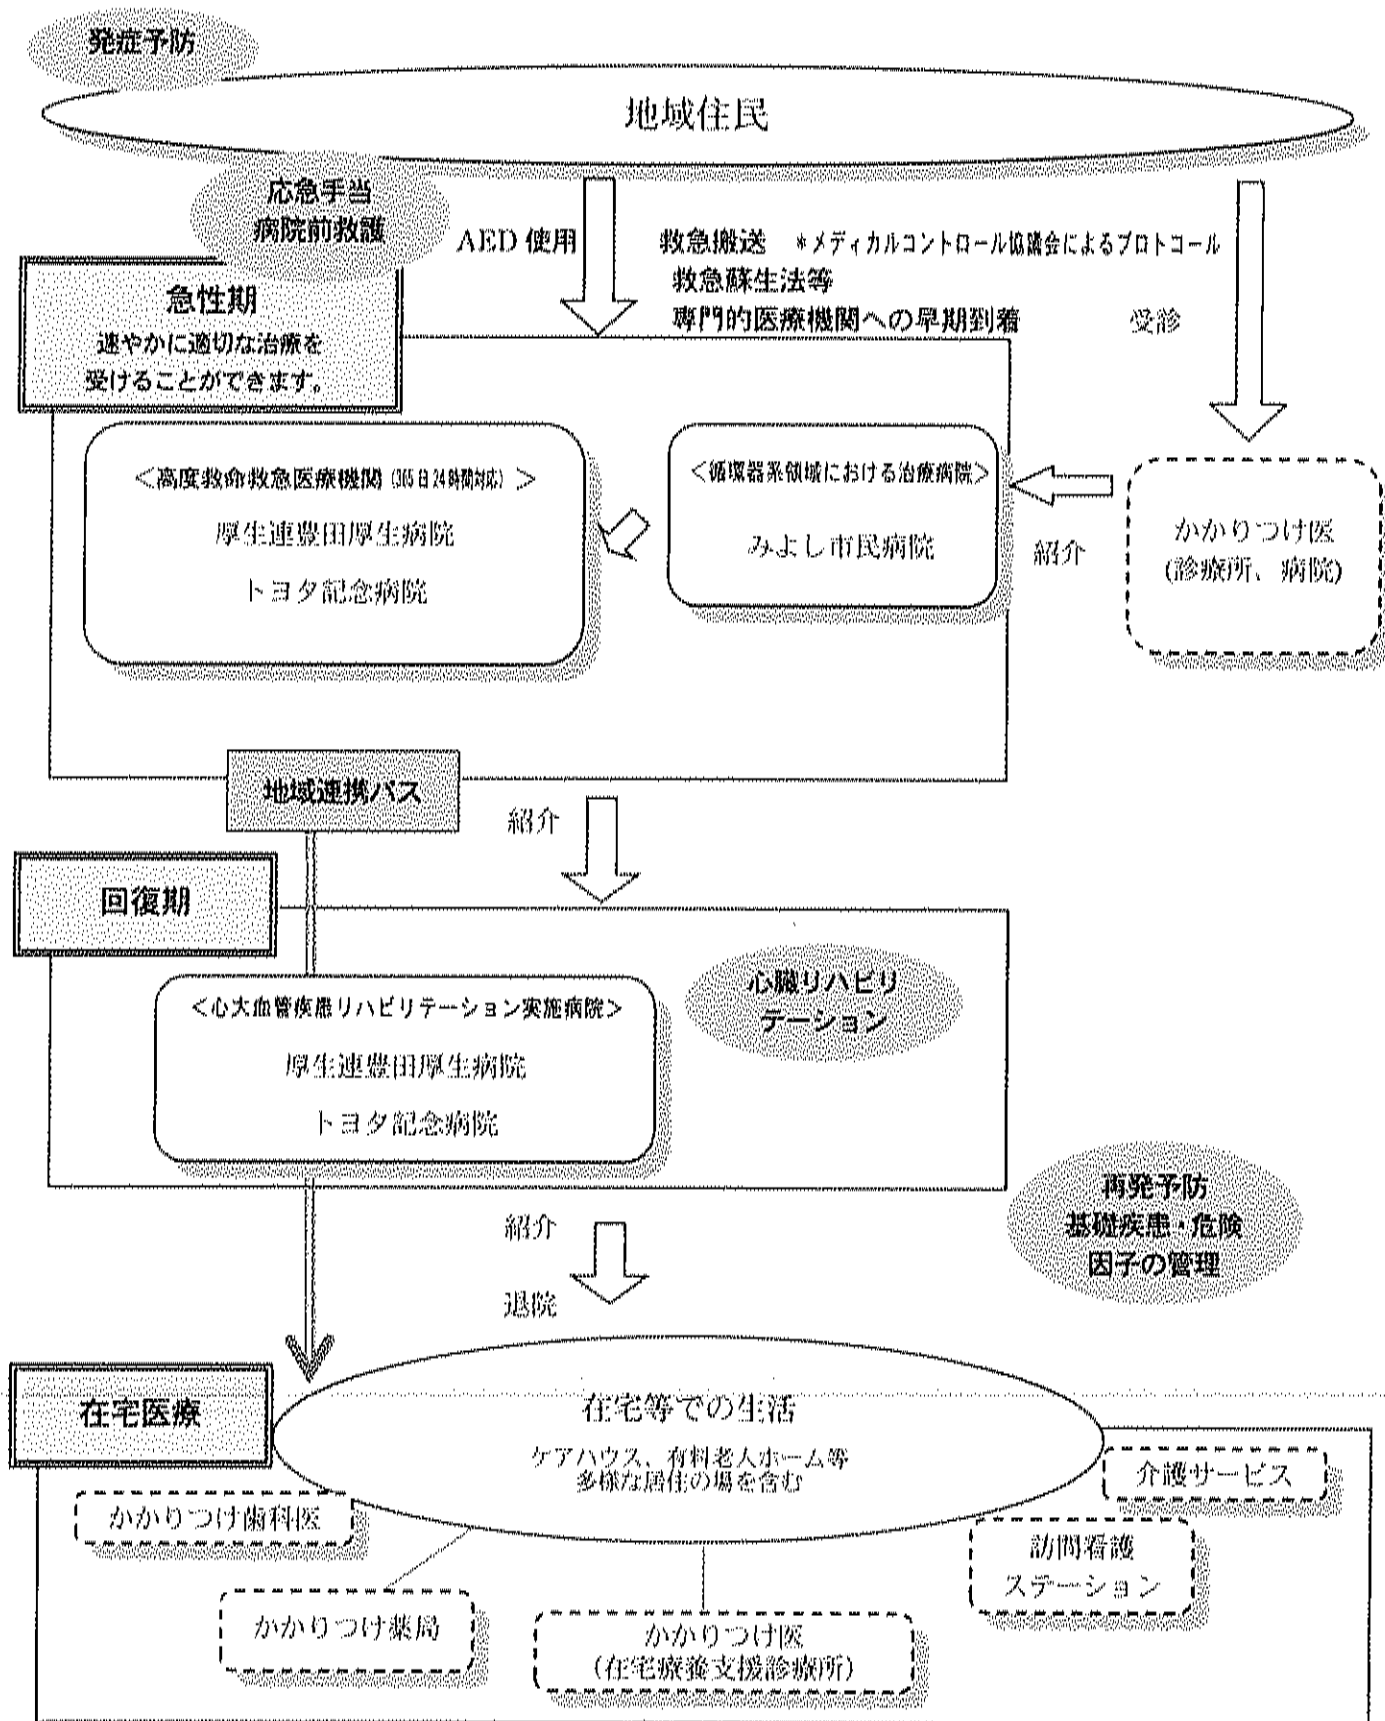 発症予防
地域住民
応急手当
病院前救護
AED 使用
救急搬送 *メディカルコントロール協議会によるプロトコール
救急蘇生法等
専門的医療機関への早期到着
受診
急性期
速やかに適切な治療を
受けることができます。
＜高度救命救急医療機関（365日24時間対応）＞
厚生連豊田厚生病院
トヨタ記念病院
＜循環器系領域における治療病院＞
みよし市民病院
紹介
かかりつけ医
(診療所、病院)
地域連携パス
紹介
回復期
＜心大血管疾患リハビリテーション実施病院＞
厚生連豊田厚生病院
トヨタ記念病院
心臓リハビリ
テーション
再発予防
基礎疾患・危険
因子の管理
紹介
退院
在宅医療
在宅等での生活
ケアハウス、有料老人ホーム等
多様な居住の場を含む
介護サービス
かかりつけ歯科医
訪問看護
ステーション
かかりつけ薬局
かかりつけ医
（在宅療養支援診療所）